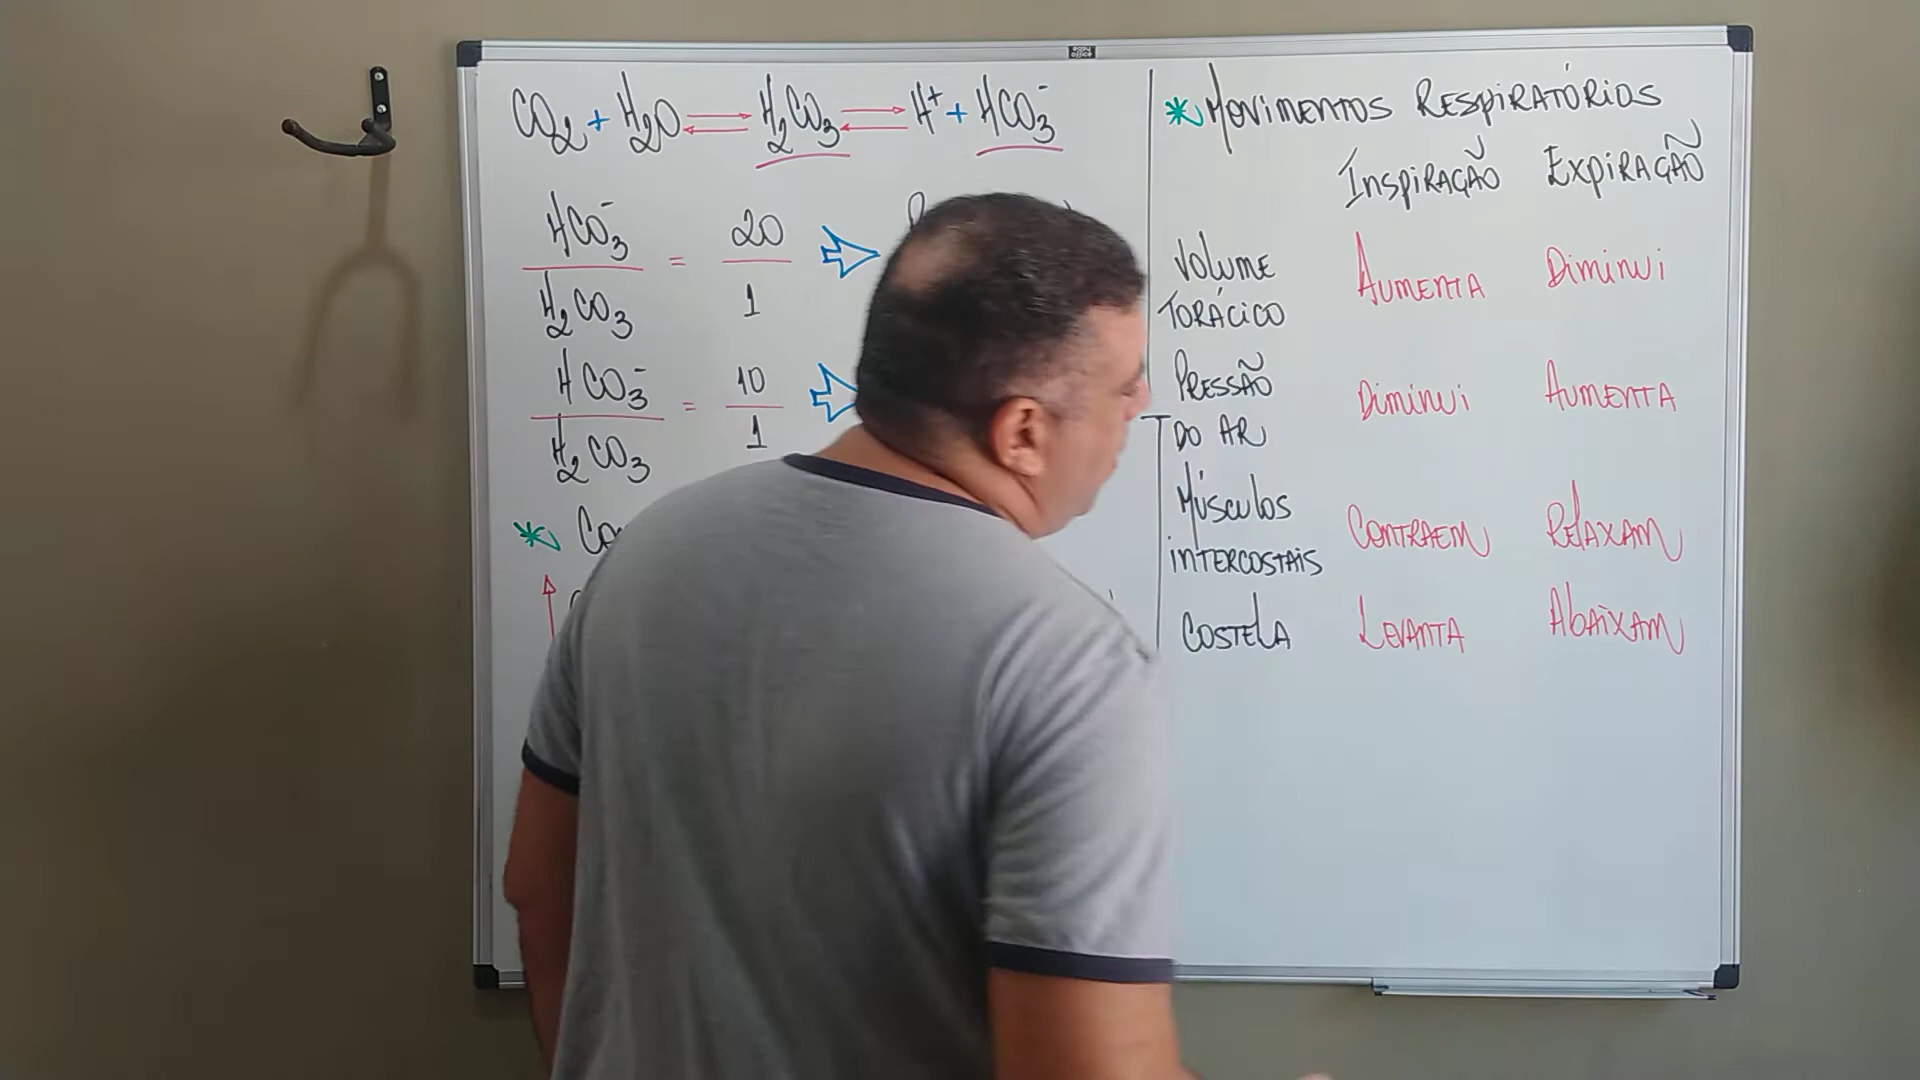 CO₂ + H₂O ⇌ H₂CO₃ ⇌ H⁺ + HCO₃⁻
HCO₃⁻ / H₂CO₃ = 20 / 1
HCO₃⁻ / H₂CO₃ = 10 / 1
* MOVIMENTOS RESPIRATÓRIOS
INSPIRAÇÃO EXPIRAÇÃO
VOLUME
TORÁCICO AUMENTA DIMINUI
PRESSÃO
DO AR DIMINUI AUMENTA
MÚSCULOS
INTERCOSTAIS CONTRAEM RELAXAM
COSTELA LEVANTA ABAIXAM